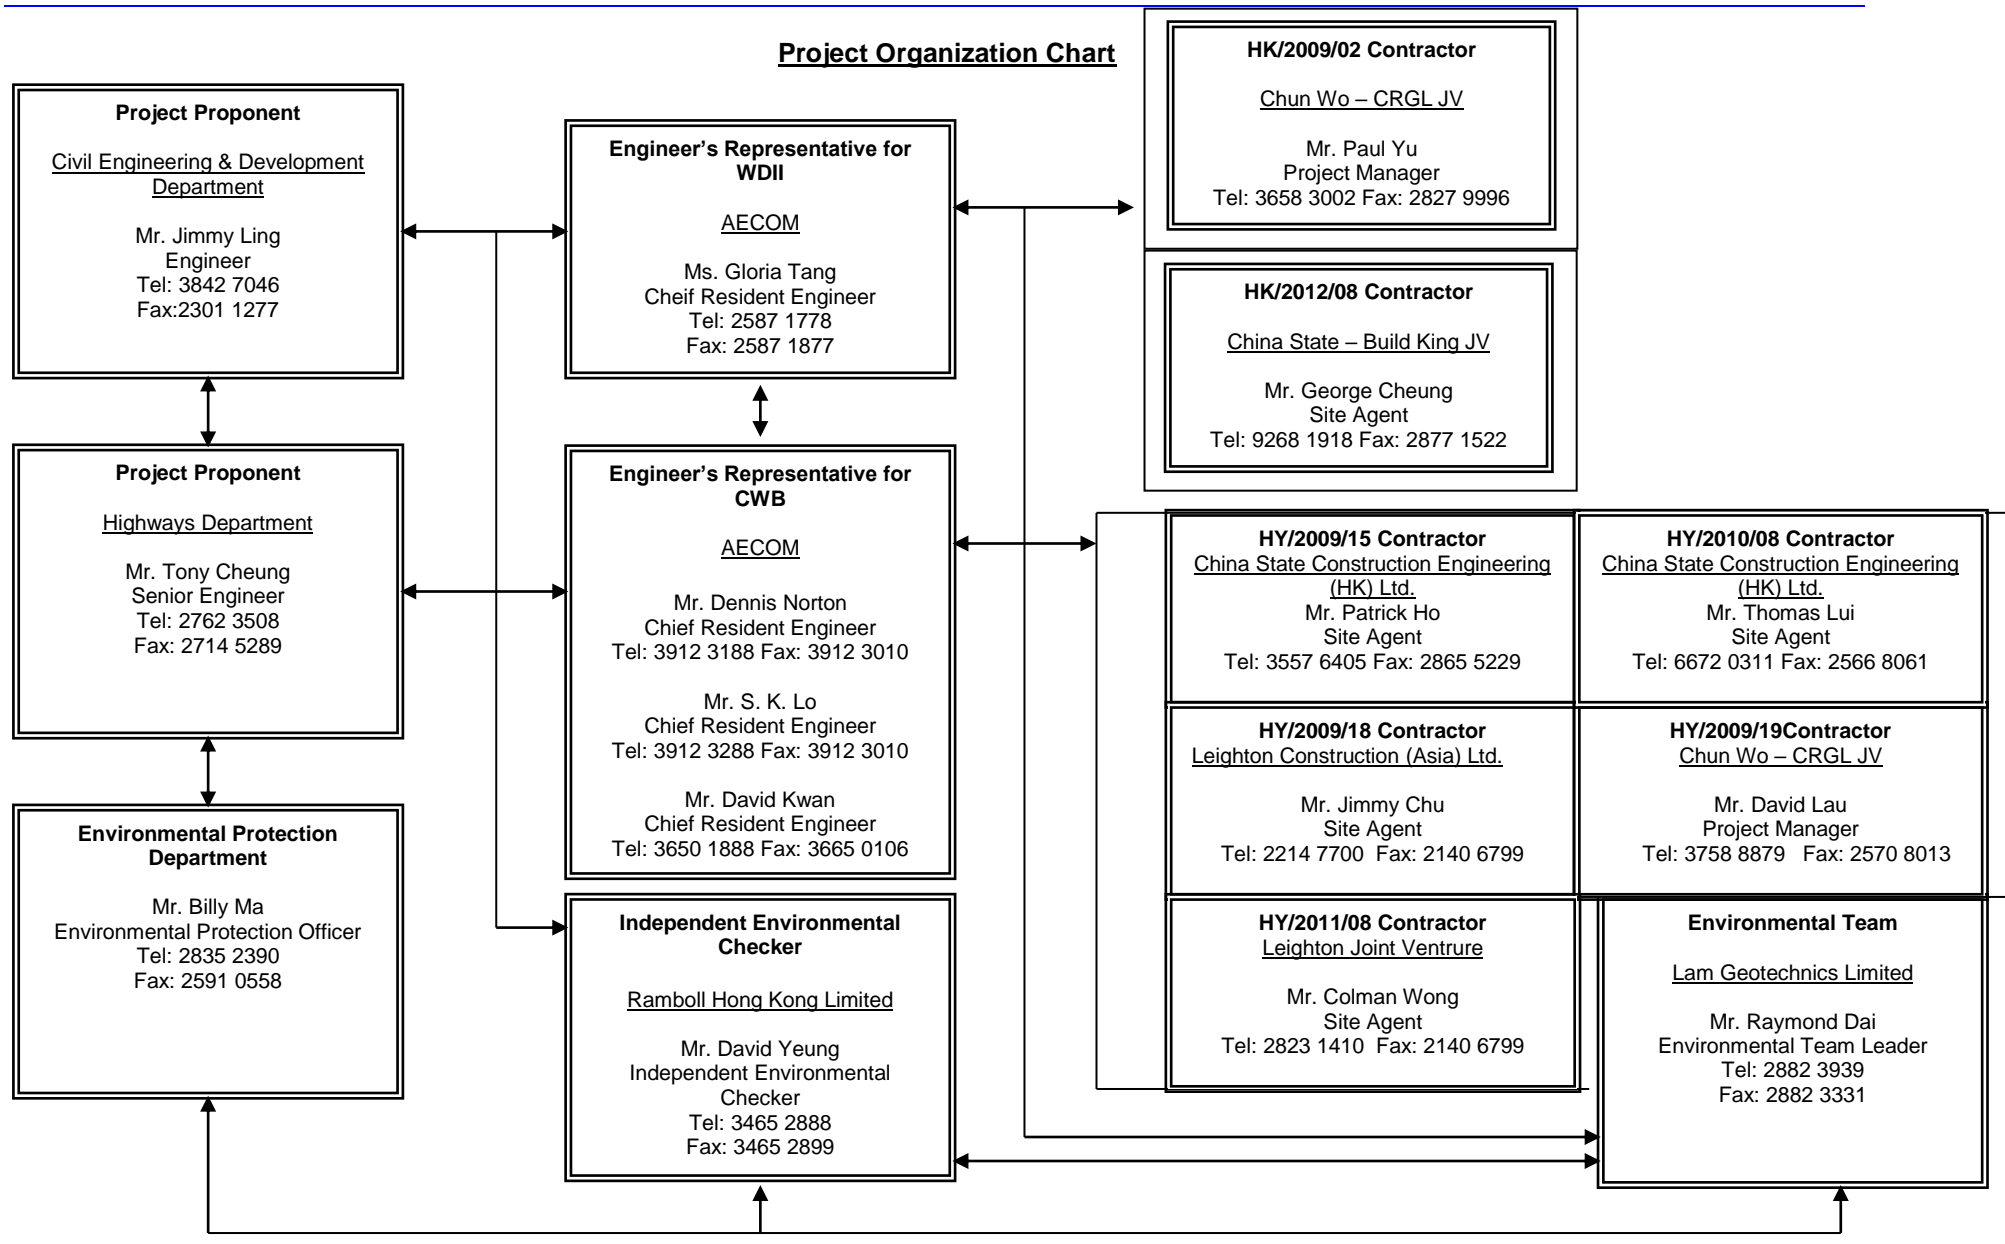 Project Organization Chart
Project Proponent
Civil Engineering & Development
Department
Mr. Jimmy Ling
Engineer
Tel: 3842 7046
Fax:2301 1277
Project Proponent
Highways Department
Mr. Tony Cheung
Senior Engineer
Tel: 2762 3508
Fax: 2714 5289
Environmental Protection
Department
Mr. Billy Ma
Environmental Protection Officer
Tel: 2835 2390
Fax: 2591 0558
Engineer’s Representative for
WDII
AECOM
Ms. Gloria Tang
Cheif Resident Engineer
Tel: 2587 1778
Fax: 2587 1877
Engineer’s Representative for
CWB
AECOM
Mr. Dennis Norton
Chief Resident Engineer
Tel: 3912 3188 Fax: 3912 3010
Mr. S. K. Lo
Chief Resident Engineer
Tel: 3912 3288 Fax: 3912 3010
Mr. David Kwan
Chief Resident Engineer
Tel: 3650 1888 Fax: 3665 0106
Independent Environmental
Checker
Ramboll Hong Kong Limited
Mr. David Yeung
Independent Environmental
Checker
Tel: 3465 2888
Fax: 3465 2899
HK/2009/02 Contractor
Chun Wo – CRGL JV
Mr. Paul Yu
Project Manager
Tel: 3658 3002 Fax: 2827 9996
HK/2012/08 Contractor
China State – Build King JV
Mr. George Cheung
Site Agent
Tel: 9268 1918 Fax: 2877 1522
HY/2009/15 Contractor
China State Construction Engineering
(HK) Ltd.
Mr. Patrick Ho
Site Agent
Tel: 3557 6405 Fax: 2865 5229
HY/2010/08 Contractor
China State Construction Engineering
(HK) Ltd.
Mr. Thomas Lui
Site Agent
Tel: 6672 0311 Fax: 2566 8061
HY/2009/18 Contractor
Leighton Construction (Asia) Ltd.
Mr. Jimmy Chu
Site Agent
Tel: 2214 7700 Fax: 2140 6799
HY/2009/19Contractor
Chun Wo – CRGL JV
Mr. David Lau
Project Manager
Tel: 3758 8879 Fax: 2570 8013
HY/2011/08 Contractor
Leighton Joint Ventrure
Mr. Colman Wong
Site Agent
Tel: 2823 1410 Fax: 2140 6799
Environmental Team
Lam Geotechnics Limited
Mr. Raymond Dai
Environmental Team Leader
Tel: 2882 3939
Fax: 2882 3331